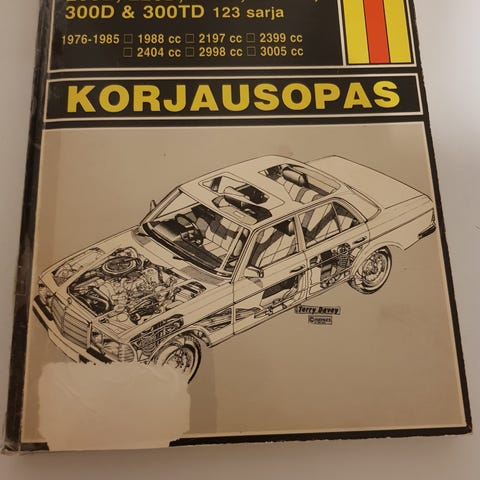 300D & 300TD 123 sarja
1976-1985 □ 1988 cc □ 2197 cc □ 2399 cc
□ 2404 cc □ 2998 cc □ 3005 cc
KORJAUSOPAS
Terry Davey